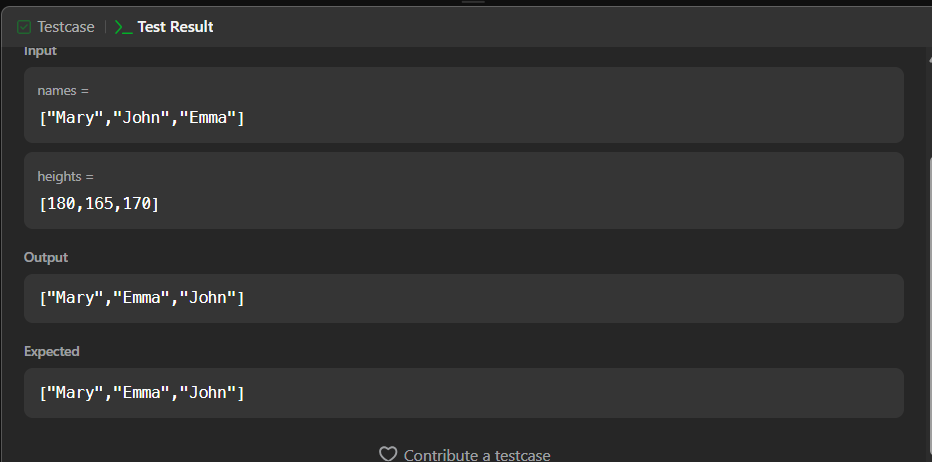 Testcase | Test Result
Input
names =
["Mary","John","Emma"]
heights =
[180,165,170]
Output
["Mary","Emma","John"]
Expected
["Mary","Emma","John"]
Contribute a testcase